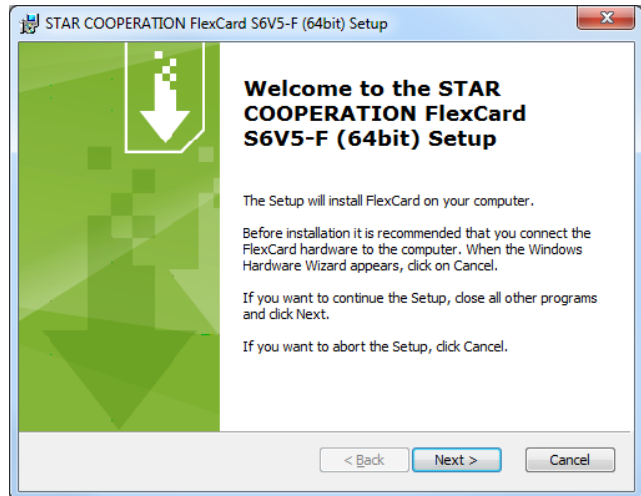 STAR COOPERATION FlexCard S6V5-F (64bit) Setup
Welcome to the STAR
COOPERATION FlexCard
S6V5-F (64bit) Setup
The Setup will install FlexCard on your computer.
Before installation it is recommended that you connect the
FlexCard hardware to the computer. When the Windows
Hardware Wizard appears, click on Cancel.
If you want to continue the Setup, close all other programs
and click Next.
If you want to abort the Setup, click Cancel.
< Back
Next >
Cancel